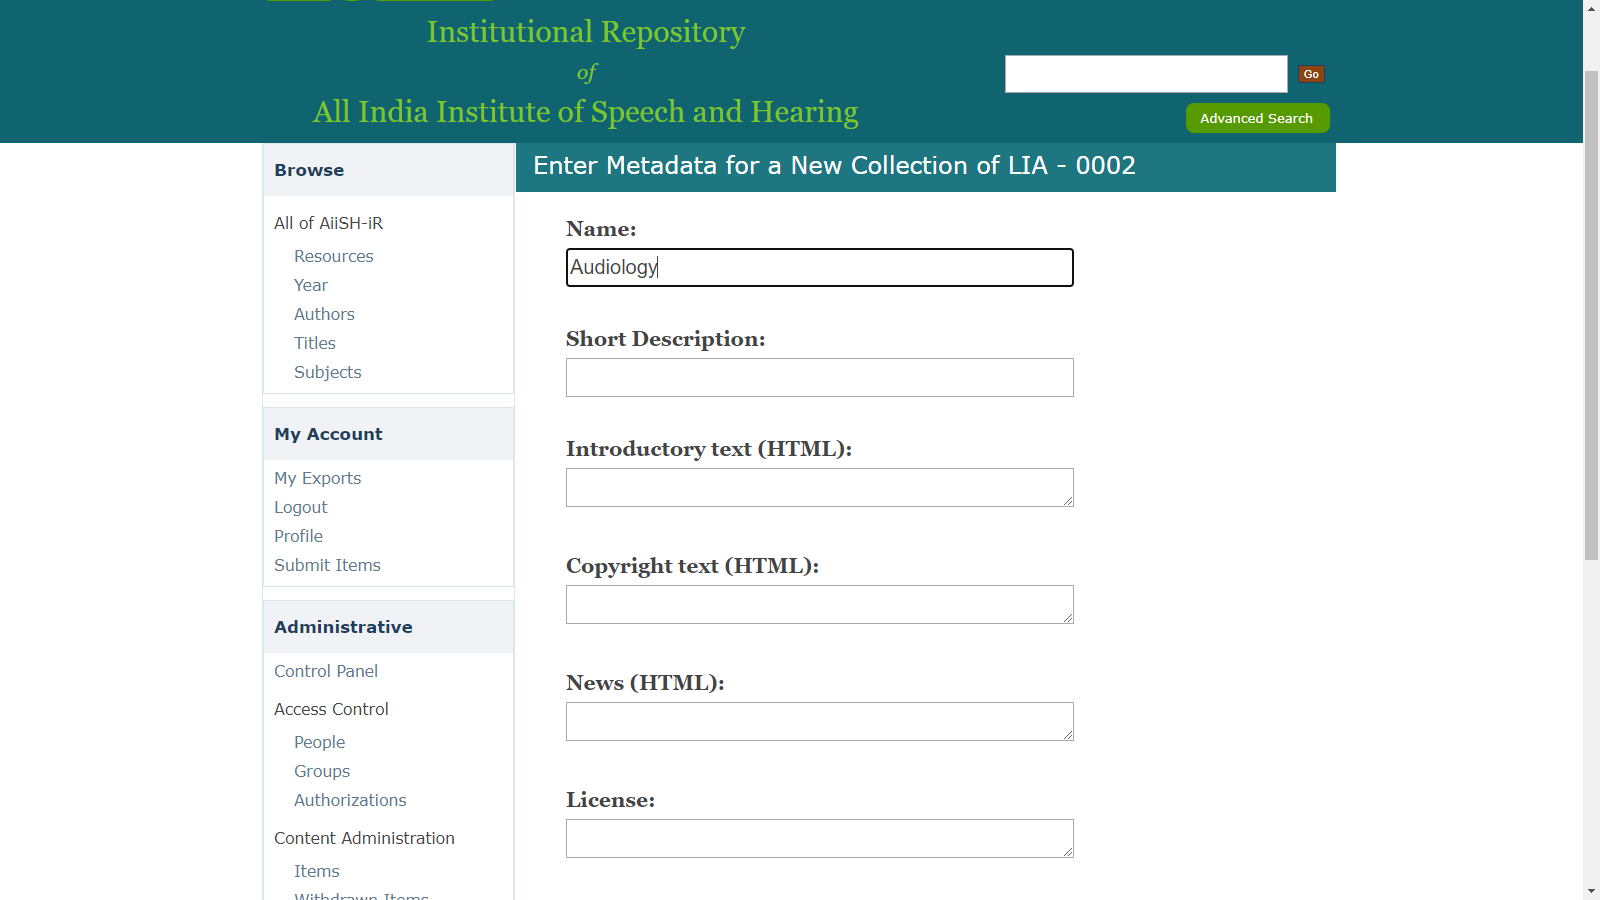 Institutional Repository
of
All India Institute of Speech and Hearing
Go
Advanced Search
Browse
All of AiiSH-iR
Resources
Year
Authors
Titles
Subjects
My Account
My Exports
Logout
Profile
Submit Items
Administrative
Control Panel
Access Control
People
Groups
Authorizations
Content Administration
Items
Withdrawn Items
Enter Metadata for a New Collection of LIA - 0002
Name:
Audiology
Short Description:
Introductory text (HTML):
Copyright text (HTML):
News (HTML):
License: